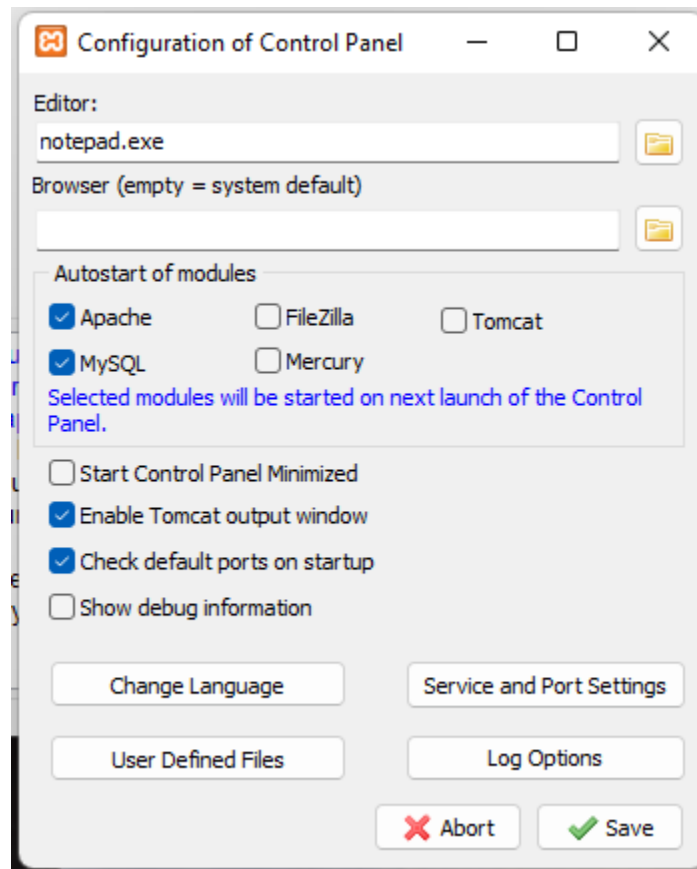 Configuration of Control Panel
Editor:
notepad.exe
Browser (empty = system default)
Autostart of modules
Apache FileZilla Tomcat
MySQL Mercury
Selected modules will be started on next launch of the Control
Panel.
Start Control Panel Minimized
Enable Tomcat output window
Check default ports on startup
Show debug information
Change Language Service and Port Settings
User Defined Files Log Options
Abort Save